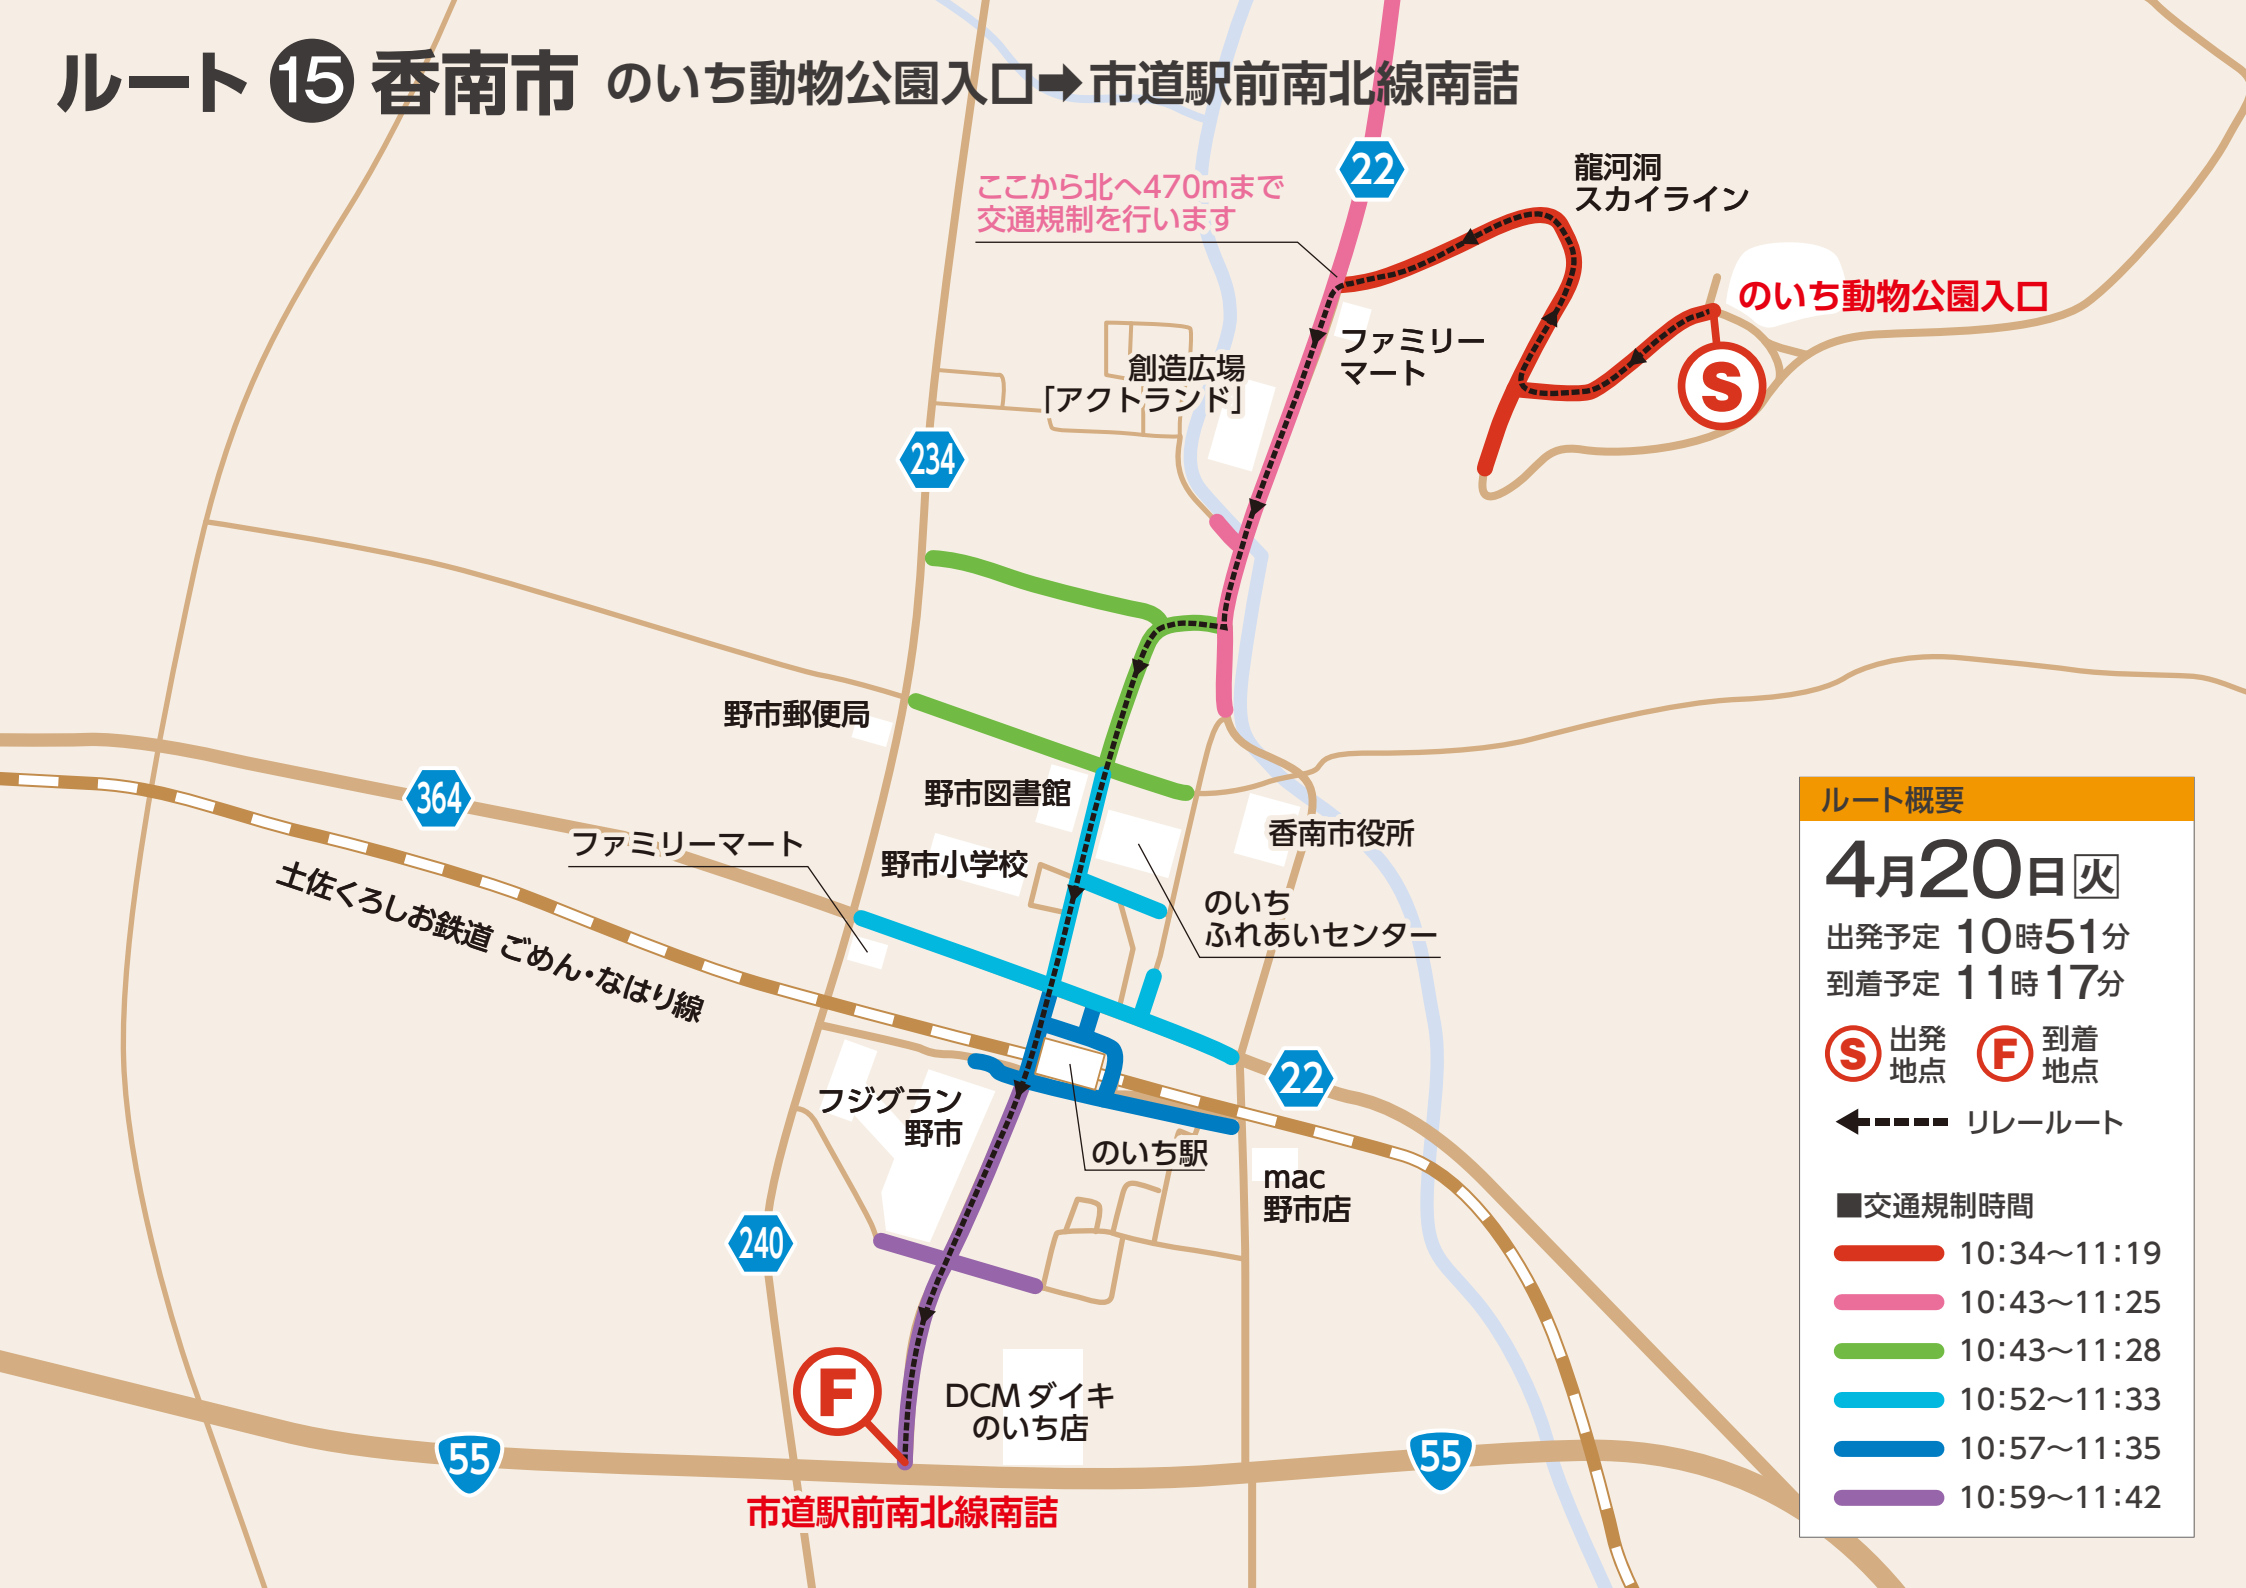 ルート 15 香南市 のいち動物公園入口➡市道駅前南北線南詰
22
ここから北へ470mまで
交通規制を行います
龍河洞
スカイライン
のいち動物公園入口
S
ファミリー
マート
創造広場
「アクトランド」
234
野市郵便局
364
野市図書館
ファミリーマート
野市小学校
香南市役所
のいち
ふれあいセンター
土佐くろしお鉄道 ごめん・なはり線
22
フジグラン
野市
のいち駅
mac
野市店
240
F
DCM ダイキ
のいち店
55
55
市道駅前南北線南詰
ルート概要
4月20日火
出発予定 10時51分
到着予定 11時17分
S 出発
地点
F 到着
地点
リレールート
■交通規制時間
10：34〜11：19
10：43〜11：25
10：43〜11：28
10：52〜11：33
10：57〜11：35
10：59〜11：42